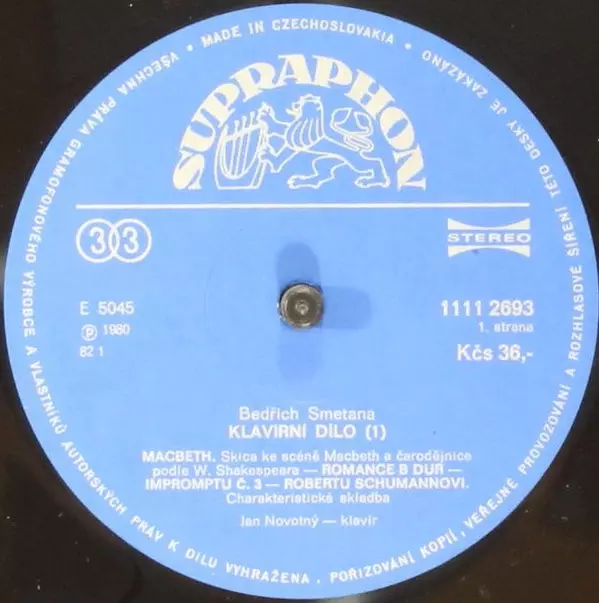 VŠECHNA PRÁVA GRAMOFONOVÉHO VÝROBCE A VLASTNÍKŮ AUTORSKÝCH PRÁV K DÍLU VYHRAŽENA. POŘIZOVÁNÍ KOPIÍ, VEŘEJNÉ PROVOZOVÁNÍ A ROZHLASOVÉ ŠÍŘENÍ TÉTO DESKY JE ZAKÁZÁNO
• MADE IN CZECHOSLOVAKIA •
SUPRAPHON
33
STEREO
E 5045
1111 2693
Ⓟ 1980
1. strana
82 1
Kčs 36,-
Bedřich Smetana
KLAVÍRNÍ DÍLO (1)
MACBETH. Skica ke scéně Macbeth a čarodějnice
podle W. Shakespeara — ROMANCE B DUR —
IMPROMPTU Č. 3 — ROBERTU SCHUMANNOVI.
Charakteristická skladba
Jan Novotný — klavír